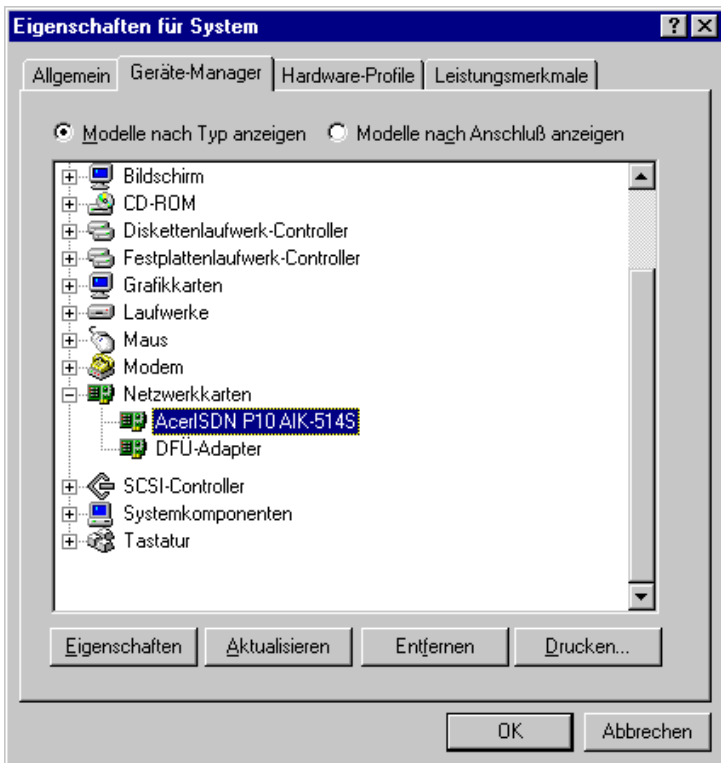 Eigenschaften für System
Allgemein Geräte-Manager Hardware-Profile Leistungsmerkmale
Modelle nach Typ anzeigen Modelle nach Anschluß anzeigen
Bildschirm
CD-ROM
Diskettenlaufwerk-Controller
Festplattenlaufwerk-Controller
Grafikkarten
Laufwerke
Maus
Modem
Netzwerkkarten
AcerISDN P10 AIK-514S
DFÜ-Adapter
SCSI-Controller
Systemkomponenten
Tastatur
Eigenschaften Aktualisieren Entfernen Drucken...
OK Abbrechen